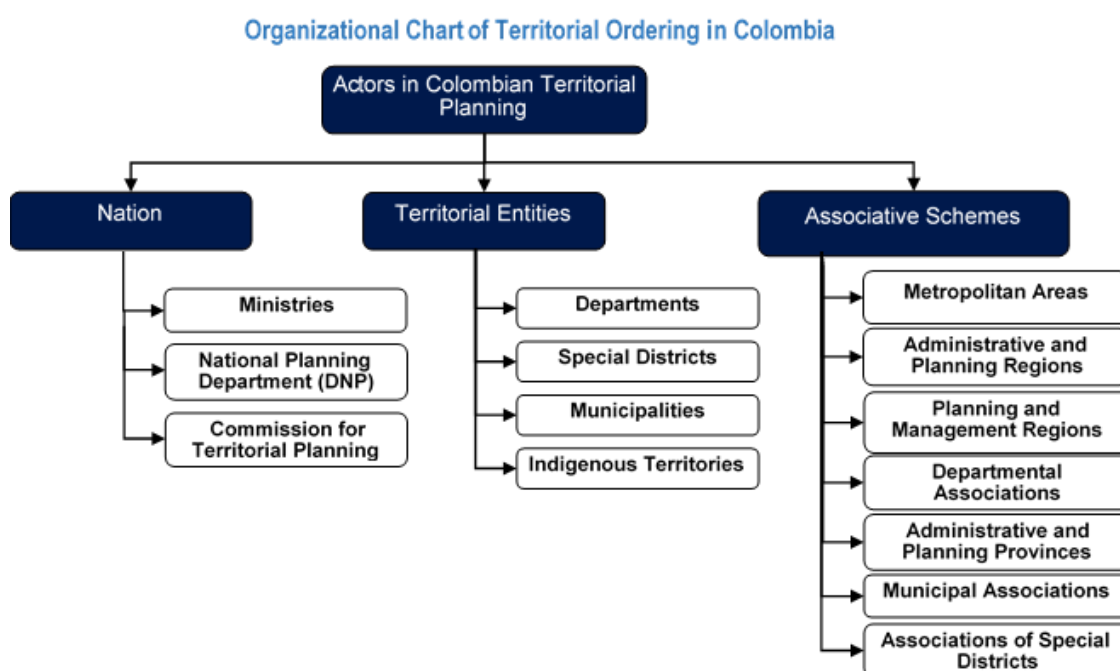 Organizational Chart of Territorial Ordering in Colombia
Actors in Colombian Territorial
Planning
Nation
Territorial Entities
Associative Schemes
Ministries
National Planning
Department (DNP)
Commission for
Territorial Planning
Departments
Special Districts
Municipalities
Indigenous Territories
Metropolitan Areas
Administrative and
Planning Regions
Planning and
Management Regions
Departmental
Associations
Administrative and
Planning Provinces
Municipal Associations
Associations of Special
Districts